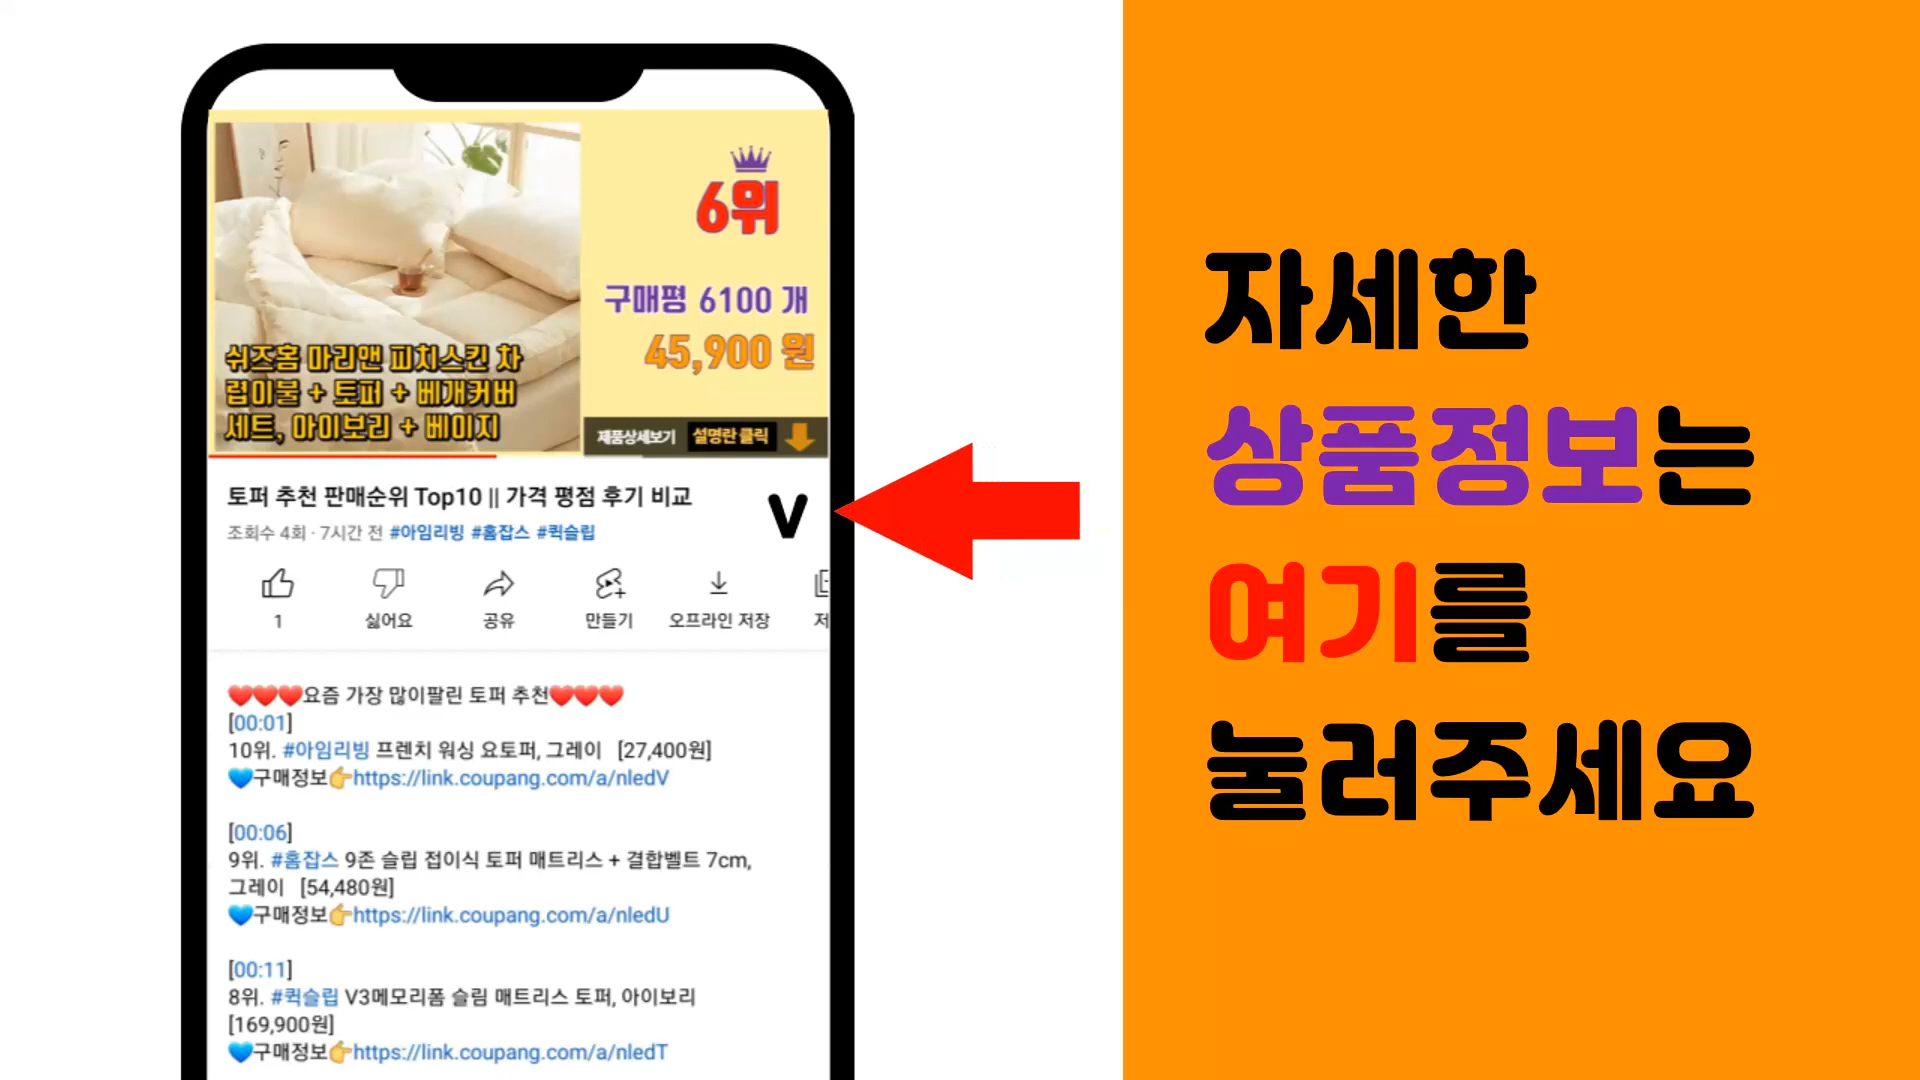 6위
구매평 6100 개
45,900 원
쉬즈홈 마리앤 피치스킨 차
렵이불 + 토퍼 + 베개커버
세트, 아이보리 + 베이지
제품상세보기 설명란 클릭
토퍼 추천 판매순위 Top10 || 가격 평점 후기 비교
V
조회수 4회 · 7시간 전 #아임리빙 #홈잡스 #퀵슬립
1 싫어요 공유 만들기 오프라인 저장 저
❤️❤️❤️요즘 가장 많이팔린 토퍼 추천❤️❤️❤️
[00:01]
10위. #아임리빙 프렌치 워싱 요토퍼, 그레이 [27,400원]
💙구매정보👉https://link.coupang.com/a/nledV
[00:06]
9위. #홈잡스 9존 슬립 접이식 토퍼 매트리스 + 결합벨트 7cm,
그레이 [54,480원]
💙구매정보👉https://link.coupang.com/a/nledU
[00:11]
8위. #퀵슬립 V3메모리폼 슬림 매트리스 토퍼, 아이보리
[169,900원]
💙구매정보👉https://link.coupang.com/a/nledT
자세한
상품정보는
여기를
눌러주세요